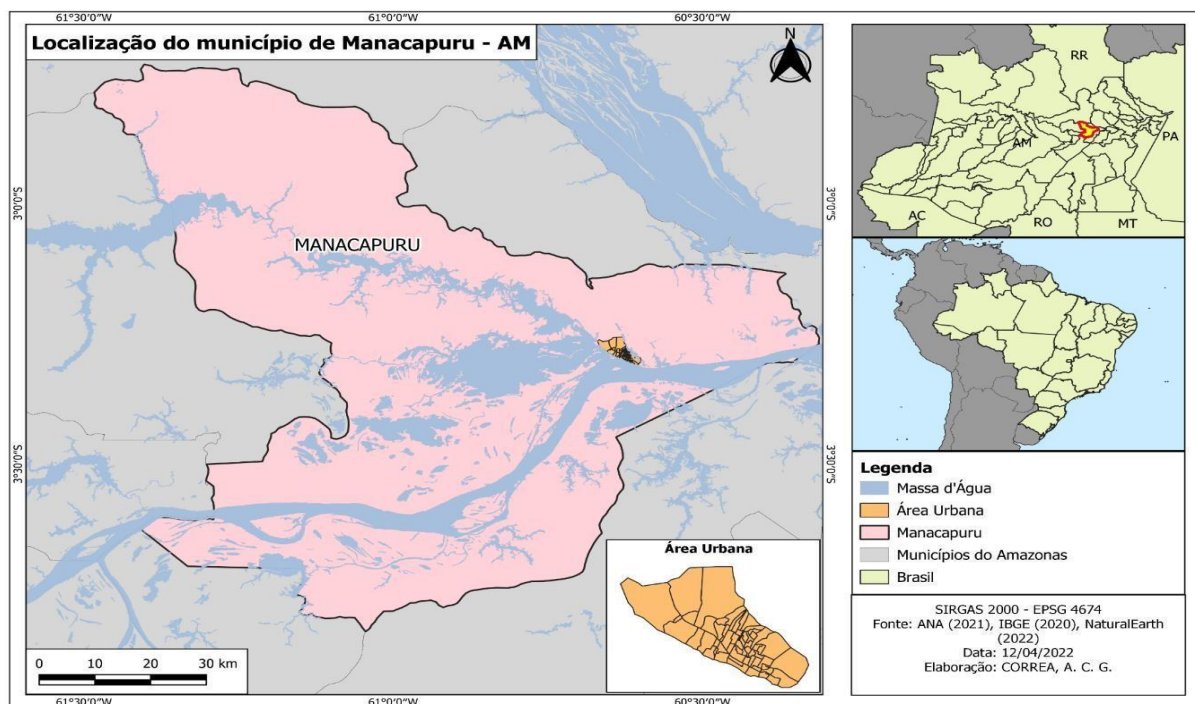 61°30'0"W
61°0'0"W
60°30'0"W
Localização do município de Manacapuru - AM
N
3°0'0"S
3°0'0"S
MANACAPURU
3°30'0"S
3°30'0"S
Área Urbana
0 10 20 30 km
61°30'0"W
61°0'0"W
60°30'0"W
RR
AM
PA
AC
RO
MT
Legenda
Massa d'Água
Área Urbana
Manacapuru
Municípios do Amazonas
Brasil
SIRGAS 2000 - EPSG 4674
Fonte: ANA (2021), IBGE (2020), NaturalEarth
(2022)
Data: 12/04/2022
Elaboração: CORREA, A. C. G.